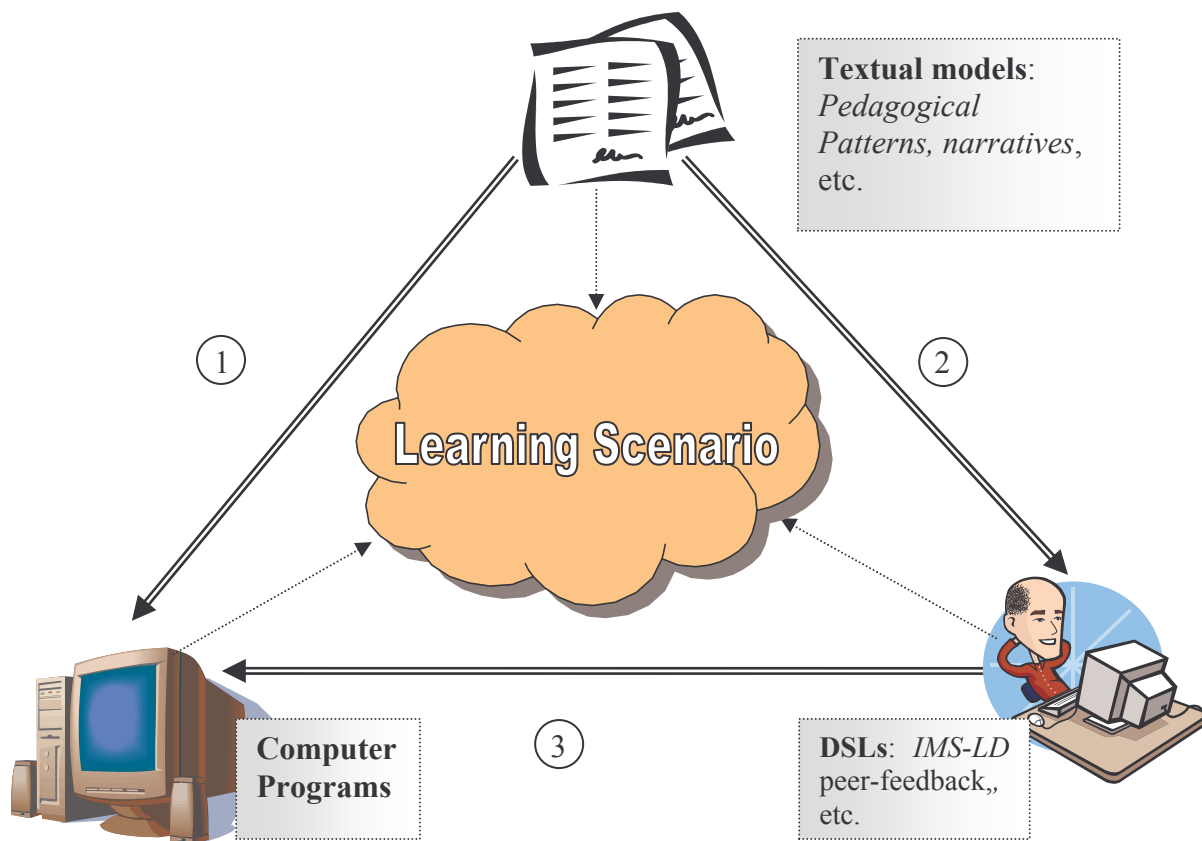 Textual models:
Pedagogical
Patterns, narratives,
etc.
1
2
Learning Scenario
3
Computer
Programs
DSLs: IMS-LD
peer-feedback,,
etc.